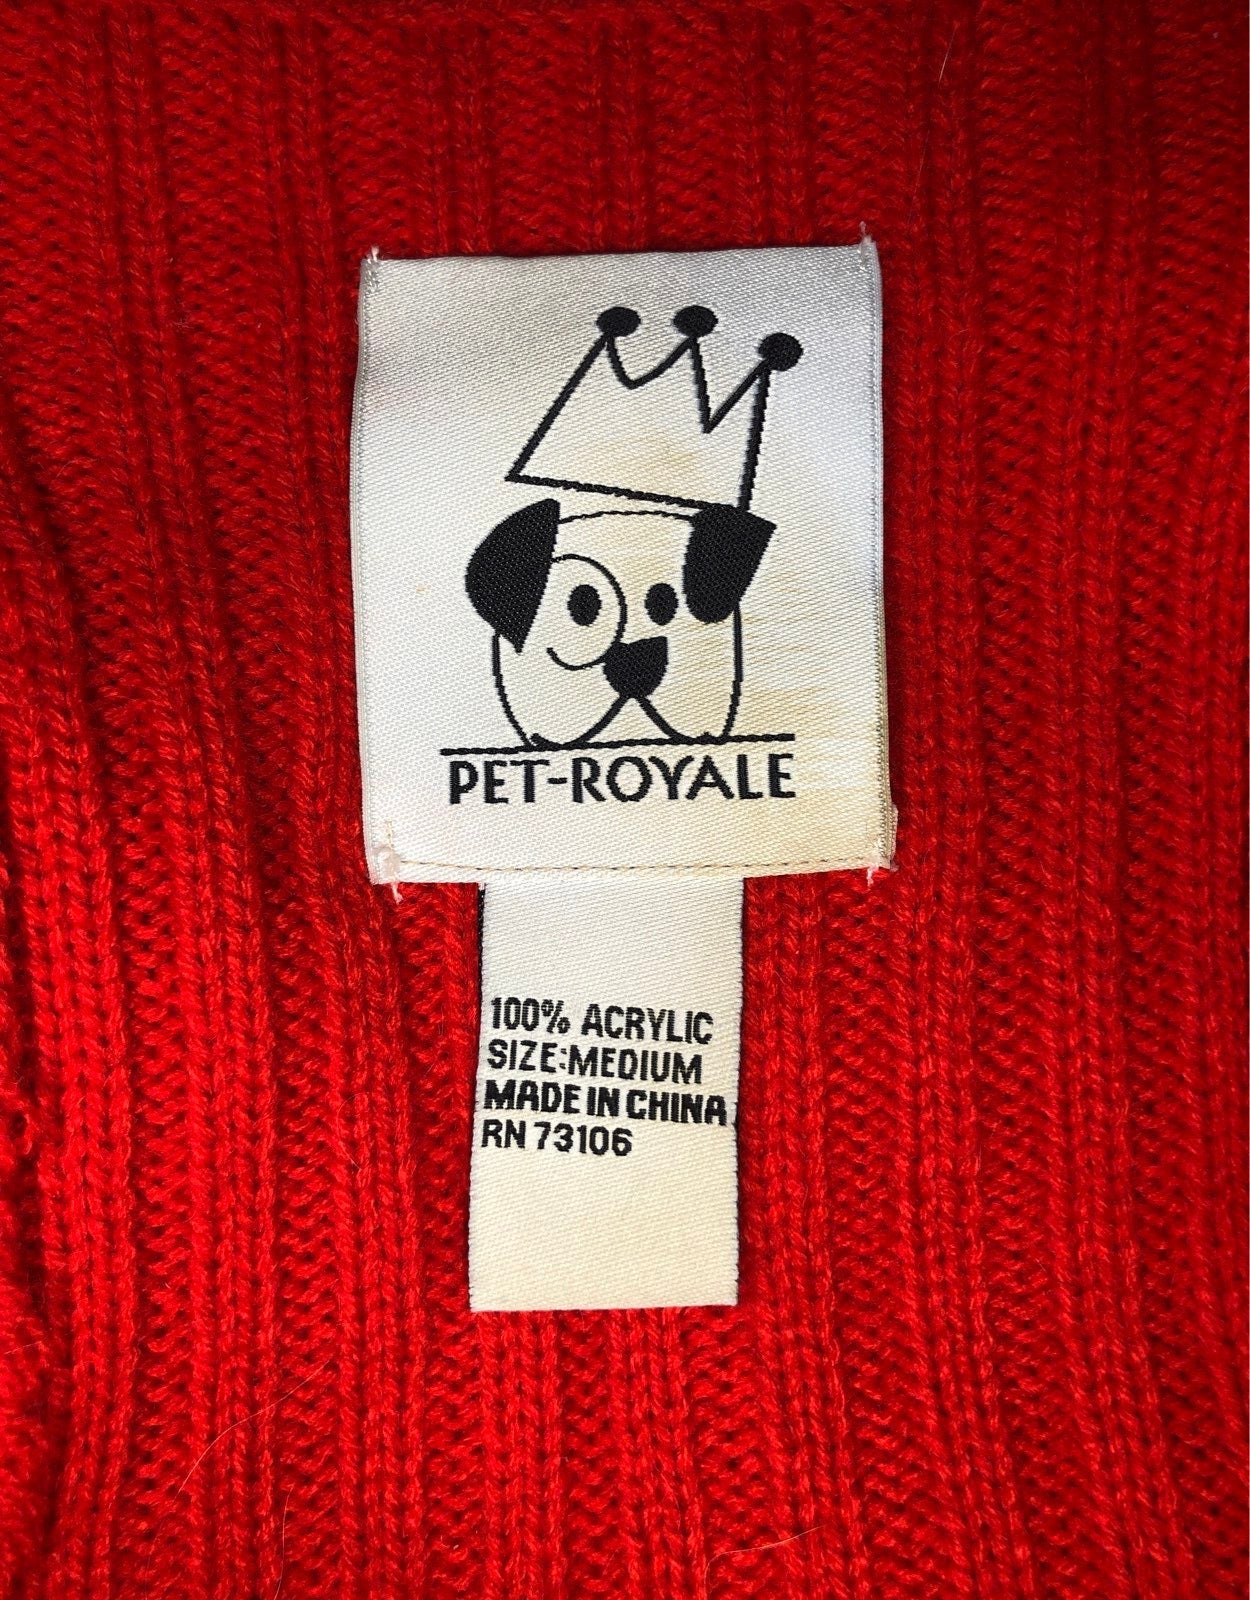 PET-ROYALE
100% ACRYLIC
SIZE:MEDIUM
MADE IN CHINA
RN 73106